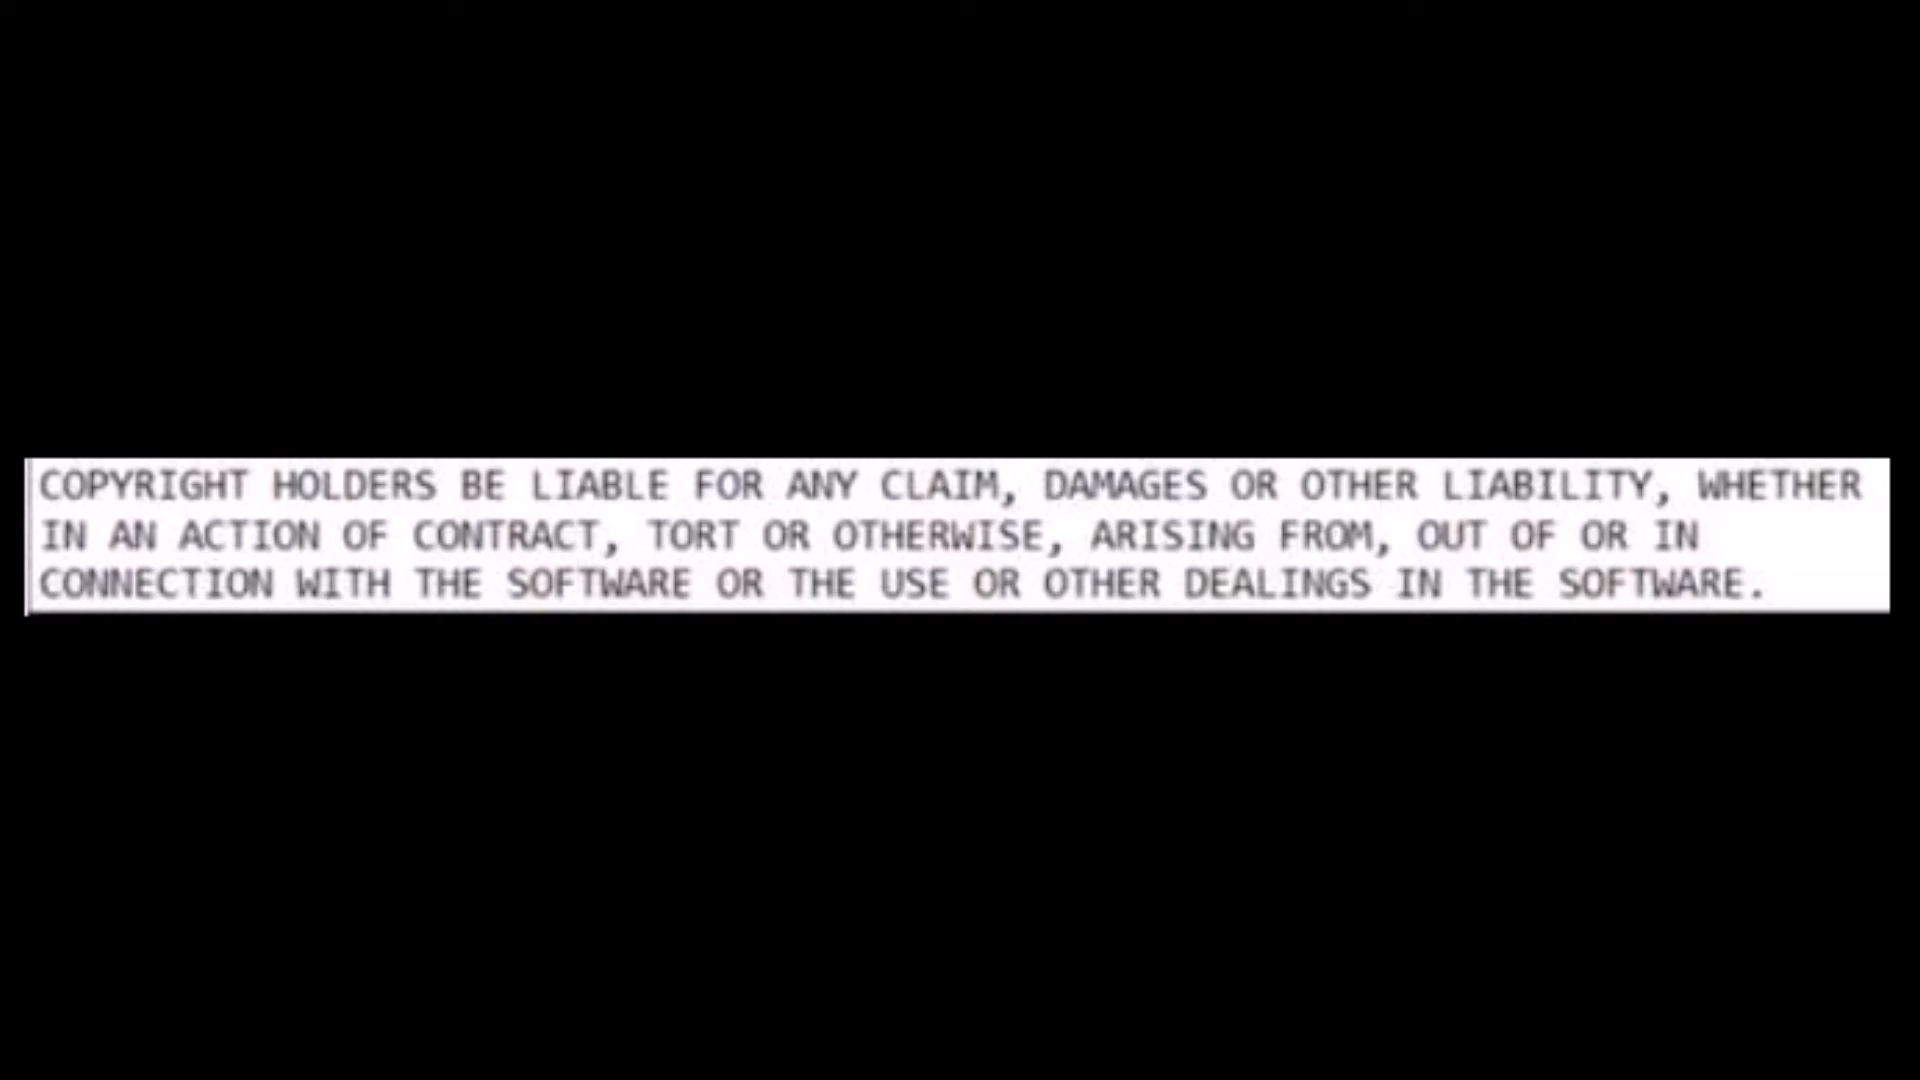 COPYRIGHT HOLDERS BE LIABLE FOR ANY CLAIM, DAMAGES OR OTHER LIABILITY, WHETHER
IN AN ACTION OF CONTRACT, TORT OR OTHERWISE, ARISING FROM, OUT OF OR IN
CONNECTION WITH THE SOFTWARE OR THE USE OR OTHER DEALINGS IN THE SOFTWARE.